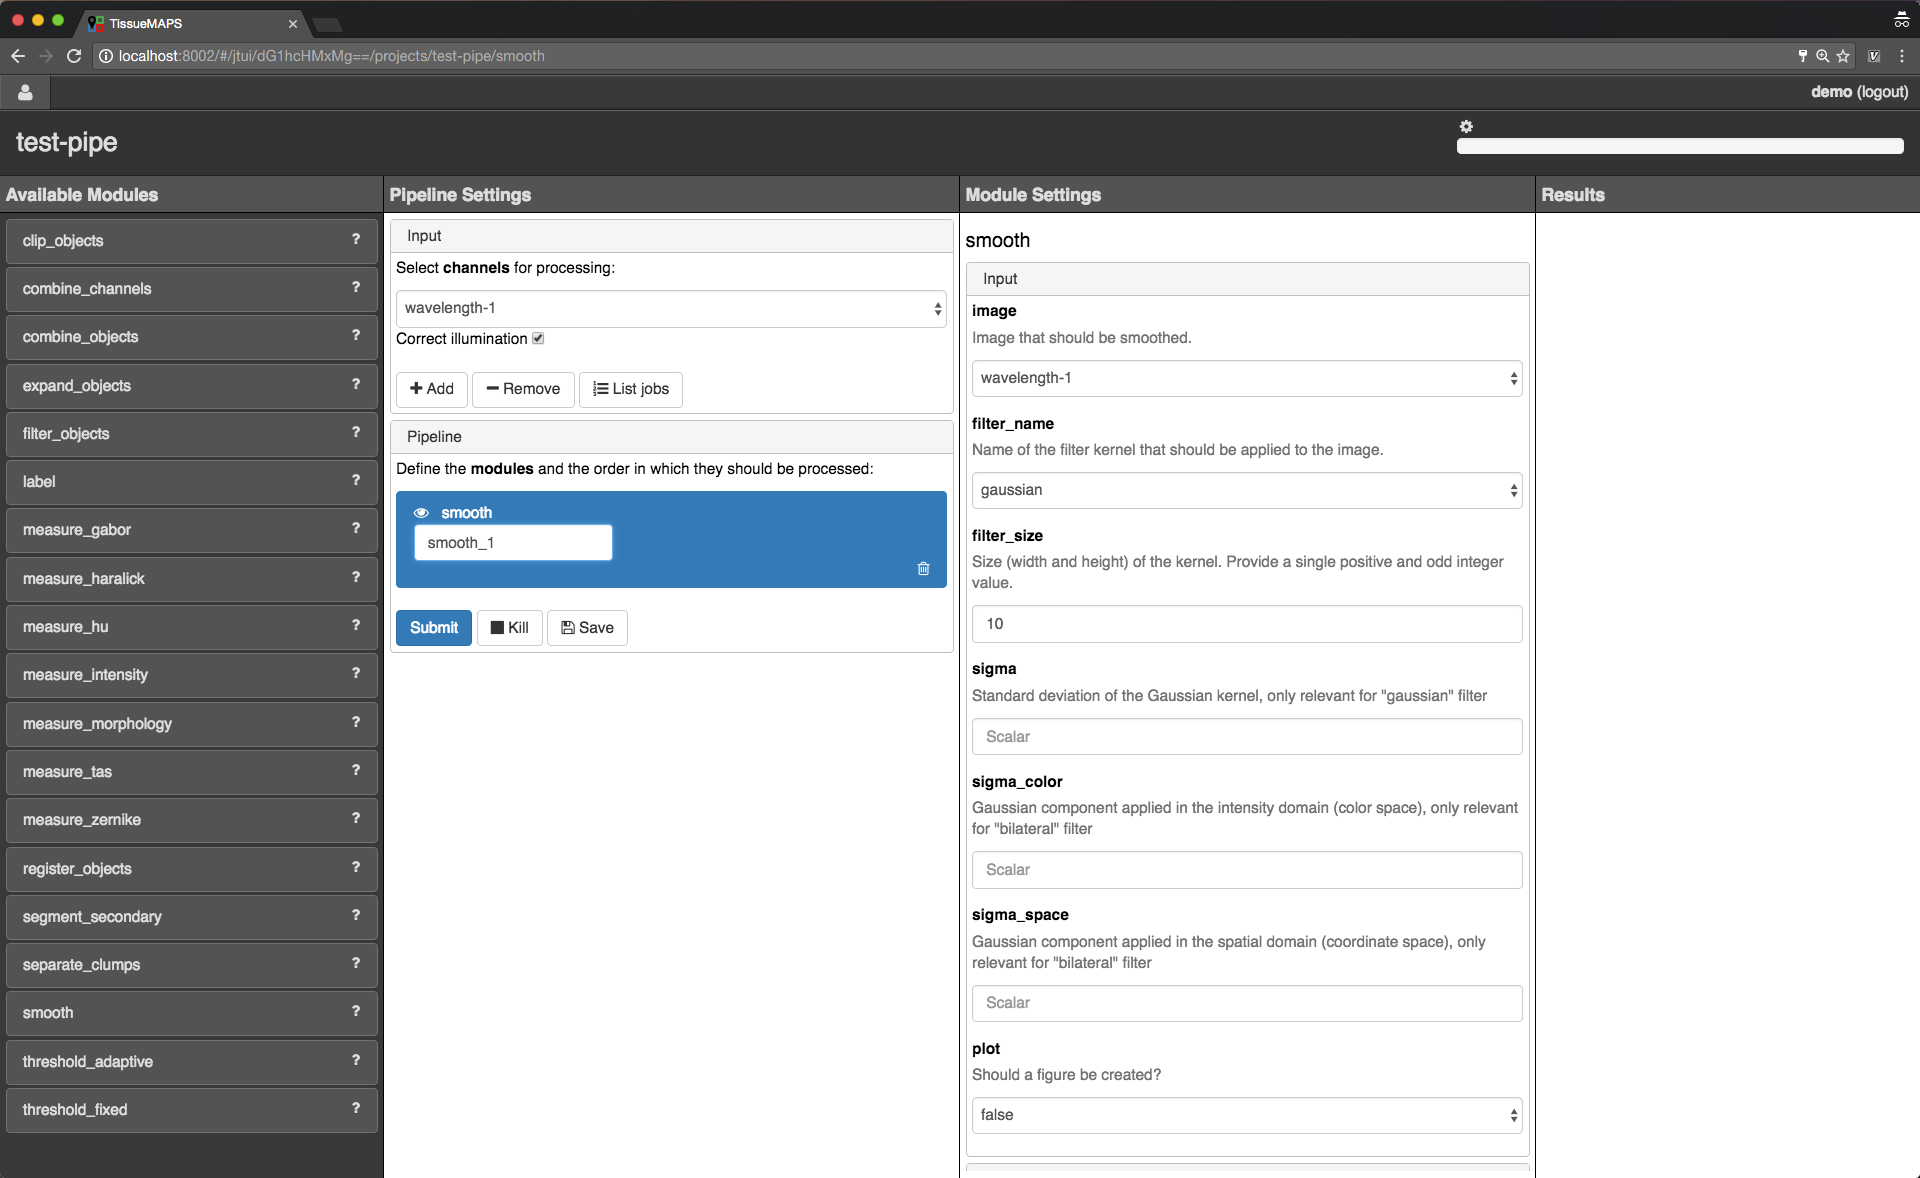 TissueMAPS
localhost:8002/#/jtui/dG1hcHMxMg==/projects/test-pipe/smooth
demo (logout)
test-pipe
Available Modules
clip_objects ?
combine_channels ?
combine_objects ?
expand_objects ?
filter_objects ?
label ?
measure_gabor ?
measure_haralick ?
measure_hu ?
measure_intensity ?
measure_morphology ?
measure_tas ?
measure_zernike ?
register_objects ?
segment_secondary ?
separate_clumps ?
smooth ?
threshold_adaptive ?
threshold_fixed ?
Pipeline Settings
Input
Select channels for processing:
wavelength-1
Correct illumination
Add Remove List jobs
Pipeline
Define the modules and the order in which they should be processed:
smooth
smooth_1
Submit Kill Save
Module Settings
smooth
Input
image
Image that should be smoothed.
wavelength-1
filter_name
Name of the filter kernel that should be applied to the image.
gaussian
filter_size
Size (width and height) of the kernel. Provide a single positive and odd integer
value.
10
sigma
Standard deviation of the Gaussian kernel, only relevant for "gaussian" filter
Scalar
sigma_color
Gaussian component applied in the intensity domain (color space), only relevant
for "bilateral" filter
Scalar
sigma_space
Gaussian component applied in the spatial domain (coordinate space), only
relevant for "bilateral" filter
Scalar
plot
Should a figure be created?
false
Results